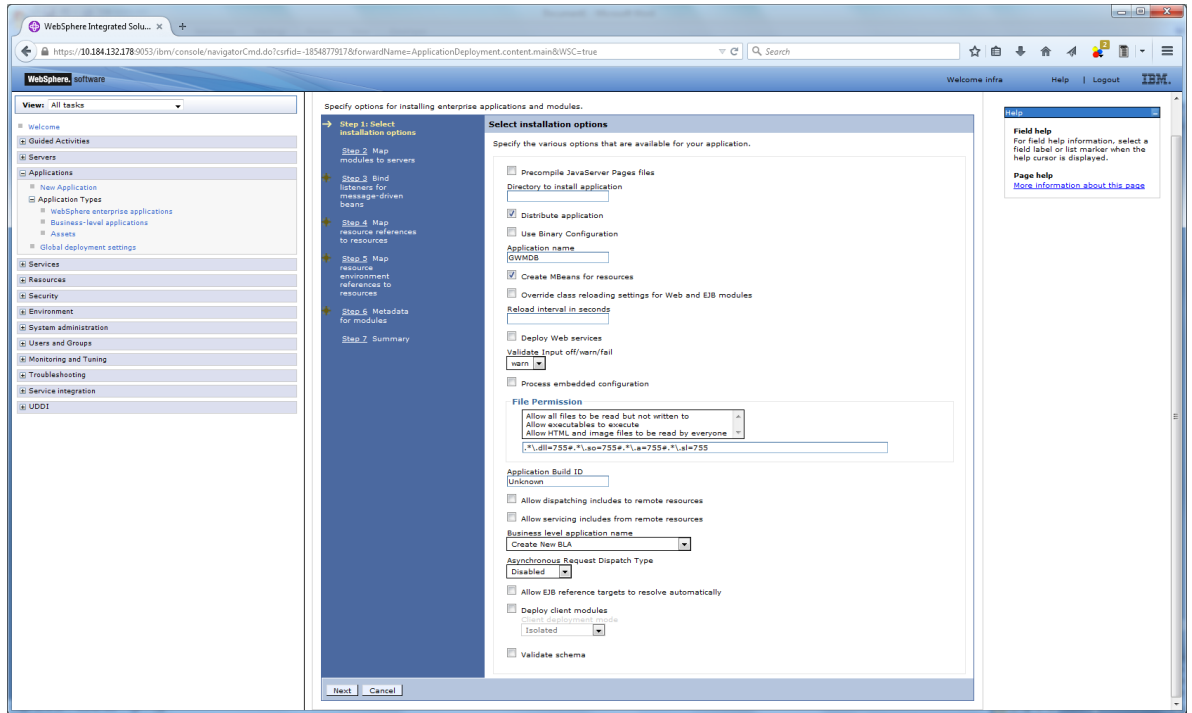 WebSphere Integrated Solu...
https://10.184.132.178:9053/ibm/console/navigatorCmd.do?csrfid=-1854877917&forwardName=ApplicationDeployment.content.main&WSC=true
Search
2
WebSphere. software
Welcome infra
Help | Logout
IBM.
View: All tasks
Welcome
Guided Activities
Servers
Applications
New Application
Application Types
WebSphere enterprise applications
Business-level applications
Assets
Global deployment settings
Services
Resources
Security
Environment
System administration
Users and Groups
Monitoring and Tuning
Troubleshooting
Service integration
UDDI
Specify options for installing enterprise applications and modules.
Step 1: Select
installation options
Step 2 Map
modules to servers
Step 3 Bind
listeners for
message-driven
beans
Step 4 Map
resource references
to resources
Step 5 Map
resource
environment
references to
resources
Step 6 Metadata
for modules
Step 7 Summary
Select installation options
Specify the various options that are available for your application.
Precompile JavaServer Pages files
Directory to install application
Distribute application
Use Binary Configuration
Application name
GWMDB
Create MBeans for resources
Override class reloading settings for Web and EJB modules
Reload interval in seconds
Deploy Web services
Validate Input off/warn/fail
warn
Process embedded configuration
File Permission
Allow all files to be read but not written to
Allow executables to execute
Allow HTML and image files to be read by everyone
.*\.dll=755#.*\.so=755#.*\.a=755#.*\.sl=755
Application Build ID
Unknown
Allow dispatching includes to remote resources
Allow servicing includes from remote resources
Business level application name
Create New BLA
Asynchronous Request Dispatch Type
Disabled
Allow EJB reference targets to resolve automatically
Deploy client modules
Client deployment mode
Isolated
Validate schema
Next
Cancel
Help
Field help
For field help information, select a
field label or list marker when the
help cursor is displayed.
Page help
More information about this page